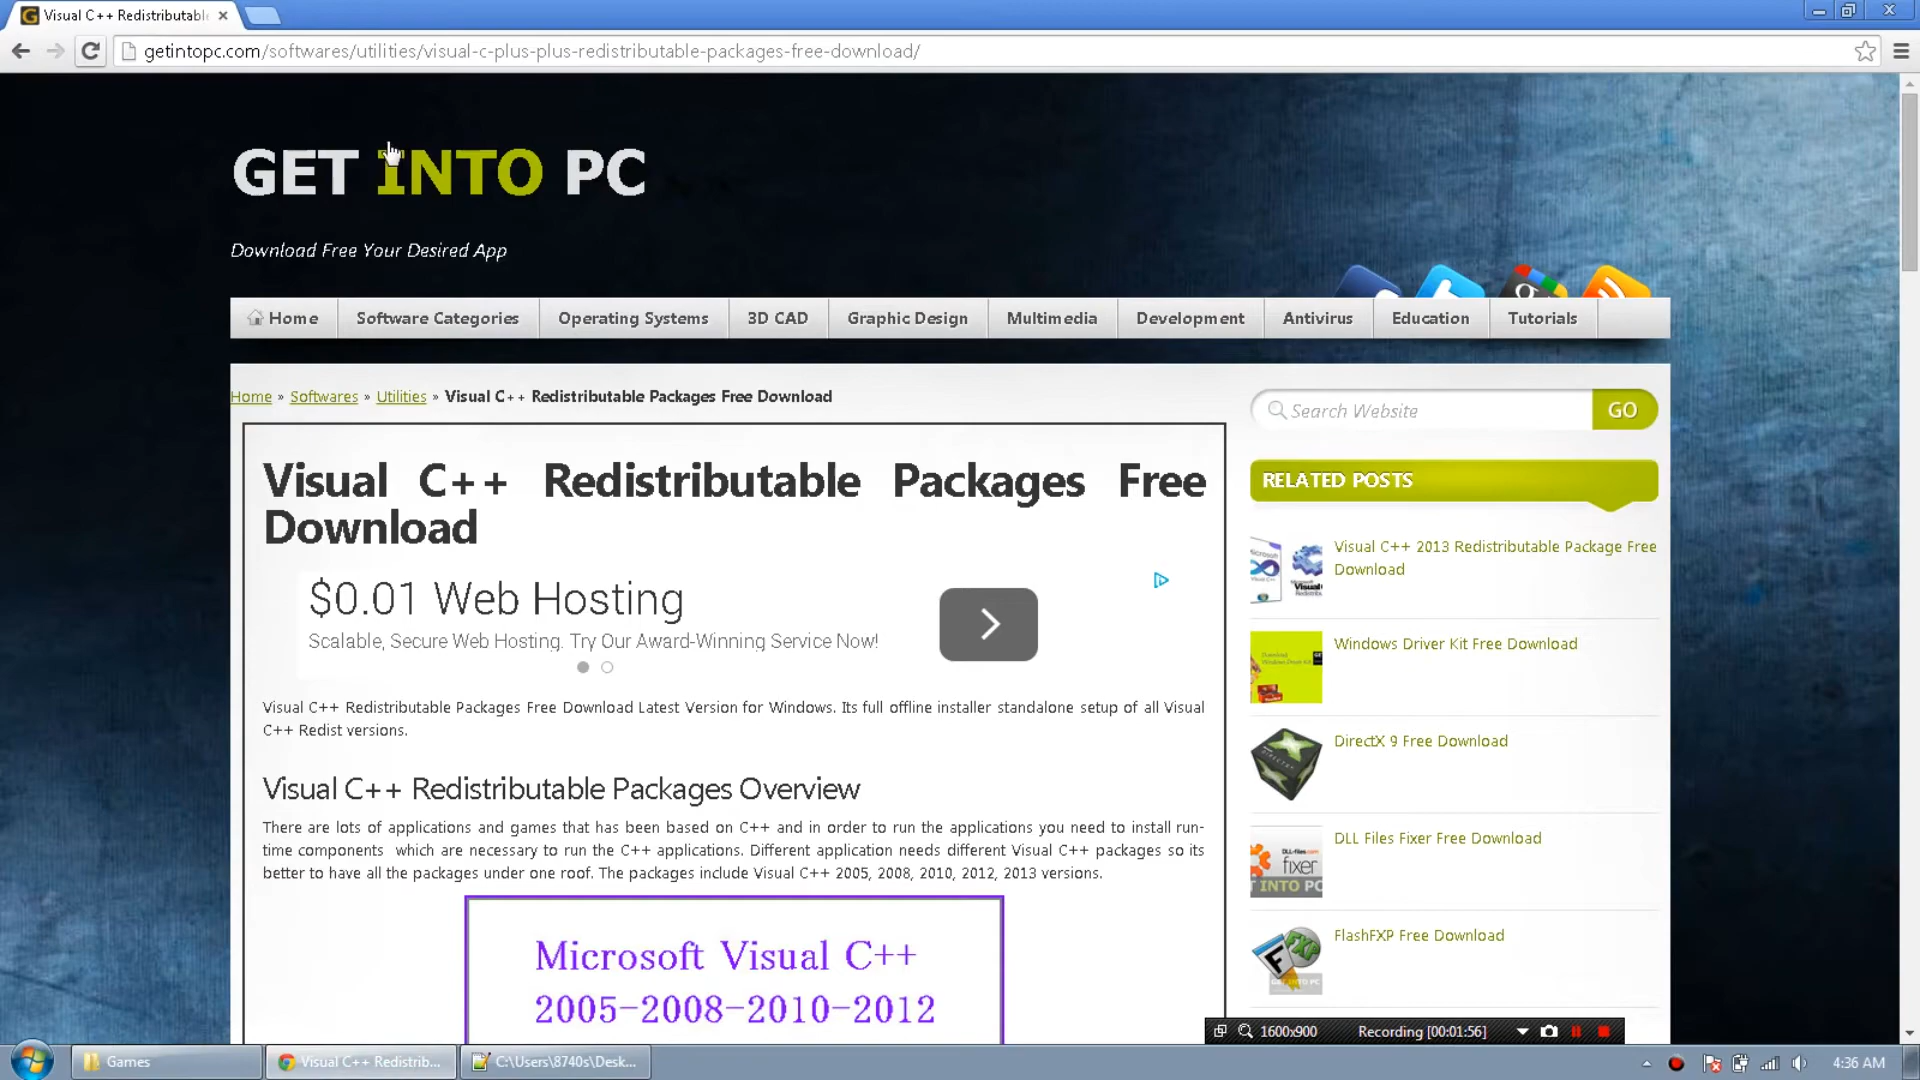 Visual C++ Redistributable
getintopc.com/softwares/utilities/visual-c-plus-plus-redistributable-packages-free-download/
GET INTO PC
Download Free Your Desired App
Home
Software Categories
Operating Systems
3D CAD
Graphic Design
Multimedia
Development
Antivirus
Education
Tutorials
Home » Softwares » Utilities » Visual C++ Redistributable Packages Free Download
Search Website
GO
Visual C++ Redistributable Packages Free
Download
$0.01 Web Hosting
Scalable, Secure Web Hosting. Try Our Award-Winning Service Now!
Visual C++ Redistributable Packages Free Download Latest Version for Windows. Its full offline installer standalone setup of all Visual
C++ Redist versions.
Visual C++ Redistributable Packages Overview
There are lots of applications and games that has been based on C++ and in order to run the applications you need to install run-
time components which are necessary to run the C++ applications. Different application needs different Visual C++ packages so its
better to have all the packages under one roof. The packages include Visual C++ 2005, 2008, 2010, 2012, 2013 versions.
Microsoft Visual C++
2005-2008-2010-2012
RELATED POSTS
Visual C++ 2013 Redistributable Package Free
Download
Windows Driver Kit Free Download
DirectX 9 Free Download
DLL Files Fixer Free Download
DLL-files.com
fixer
INTO PC
FlashFXP Free Download
FXP
1600x900
Recording [00:01:56]
Games
Visual C++ Redistrib...
C:\Users\8740s\Desk...
4:36 AM